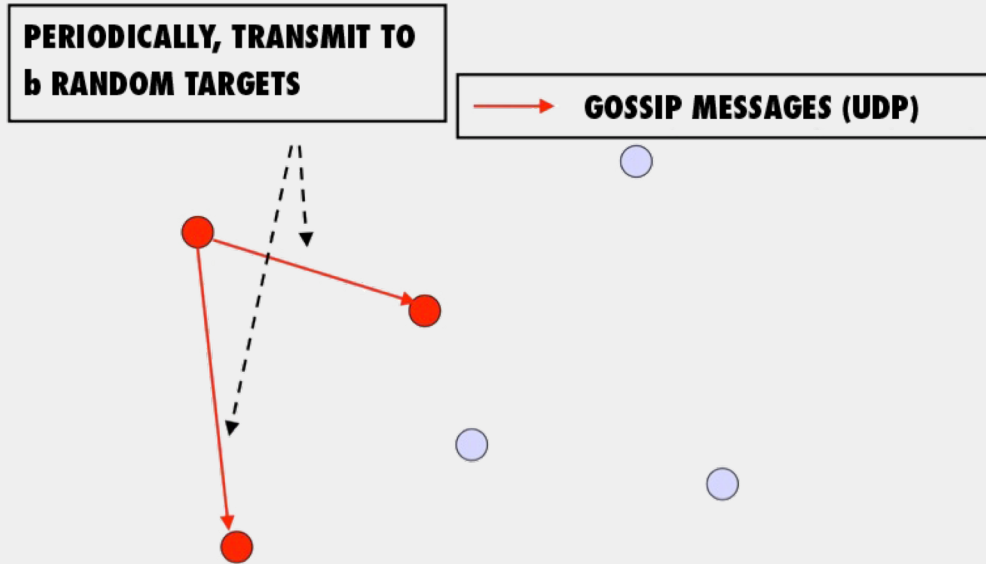 PERIODICALLY, TRANSMIT TO
b RANDOM TARGETS
GOSSIP MESSAGES (UDP)